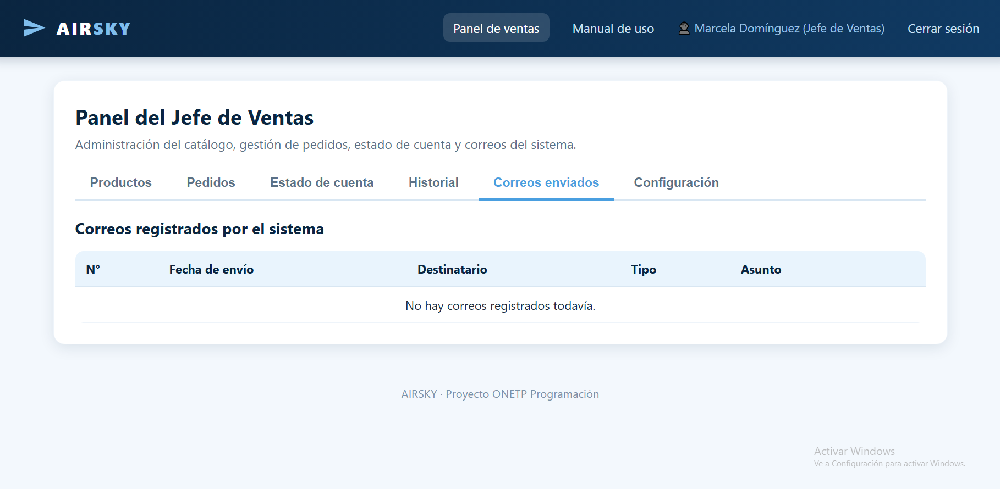 AIRSKY
Panel de ventas
Manual de uso
Marcela Domínguez (Jefe de Ventas)
Cerrar sesión
Panel del Jefe de Ventas
Administración del catálogo, gestión de pedidos, estado de cuenta y correos del sistema.
Productos
Pedidos
Estado de cuenta
Historial
Correos enviados
Configuración
Correos registrados por el sistema
N° Fecha de envío Destinatario Tipo Asunto
No hay correos registrados todavía.
AIRSKY · Proyecto ONETP Programación
Activar Windows
Ve a Configuración para activar Windows.